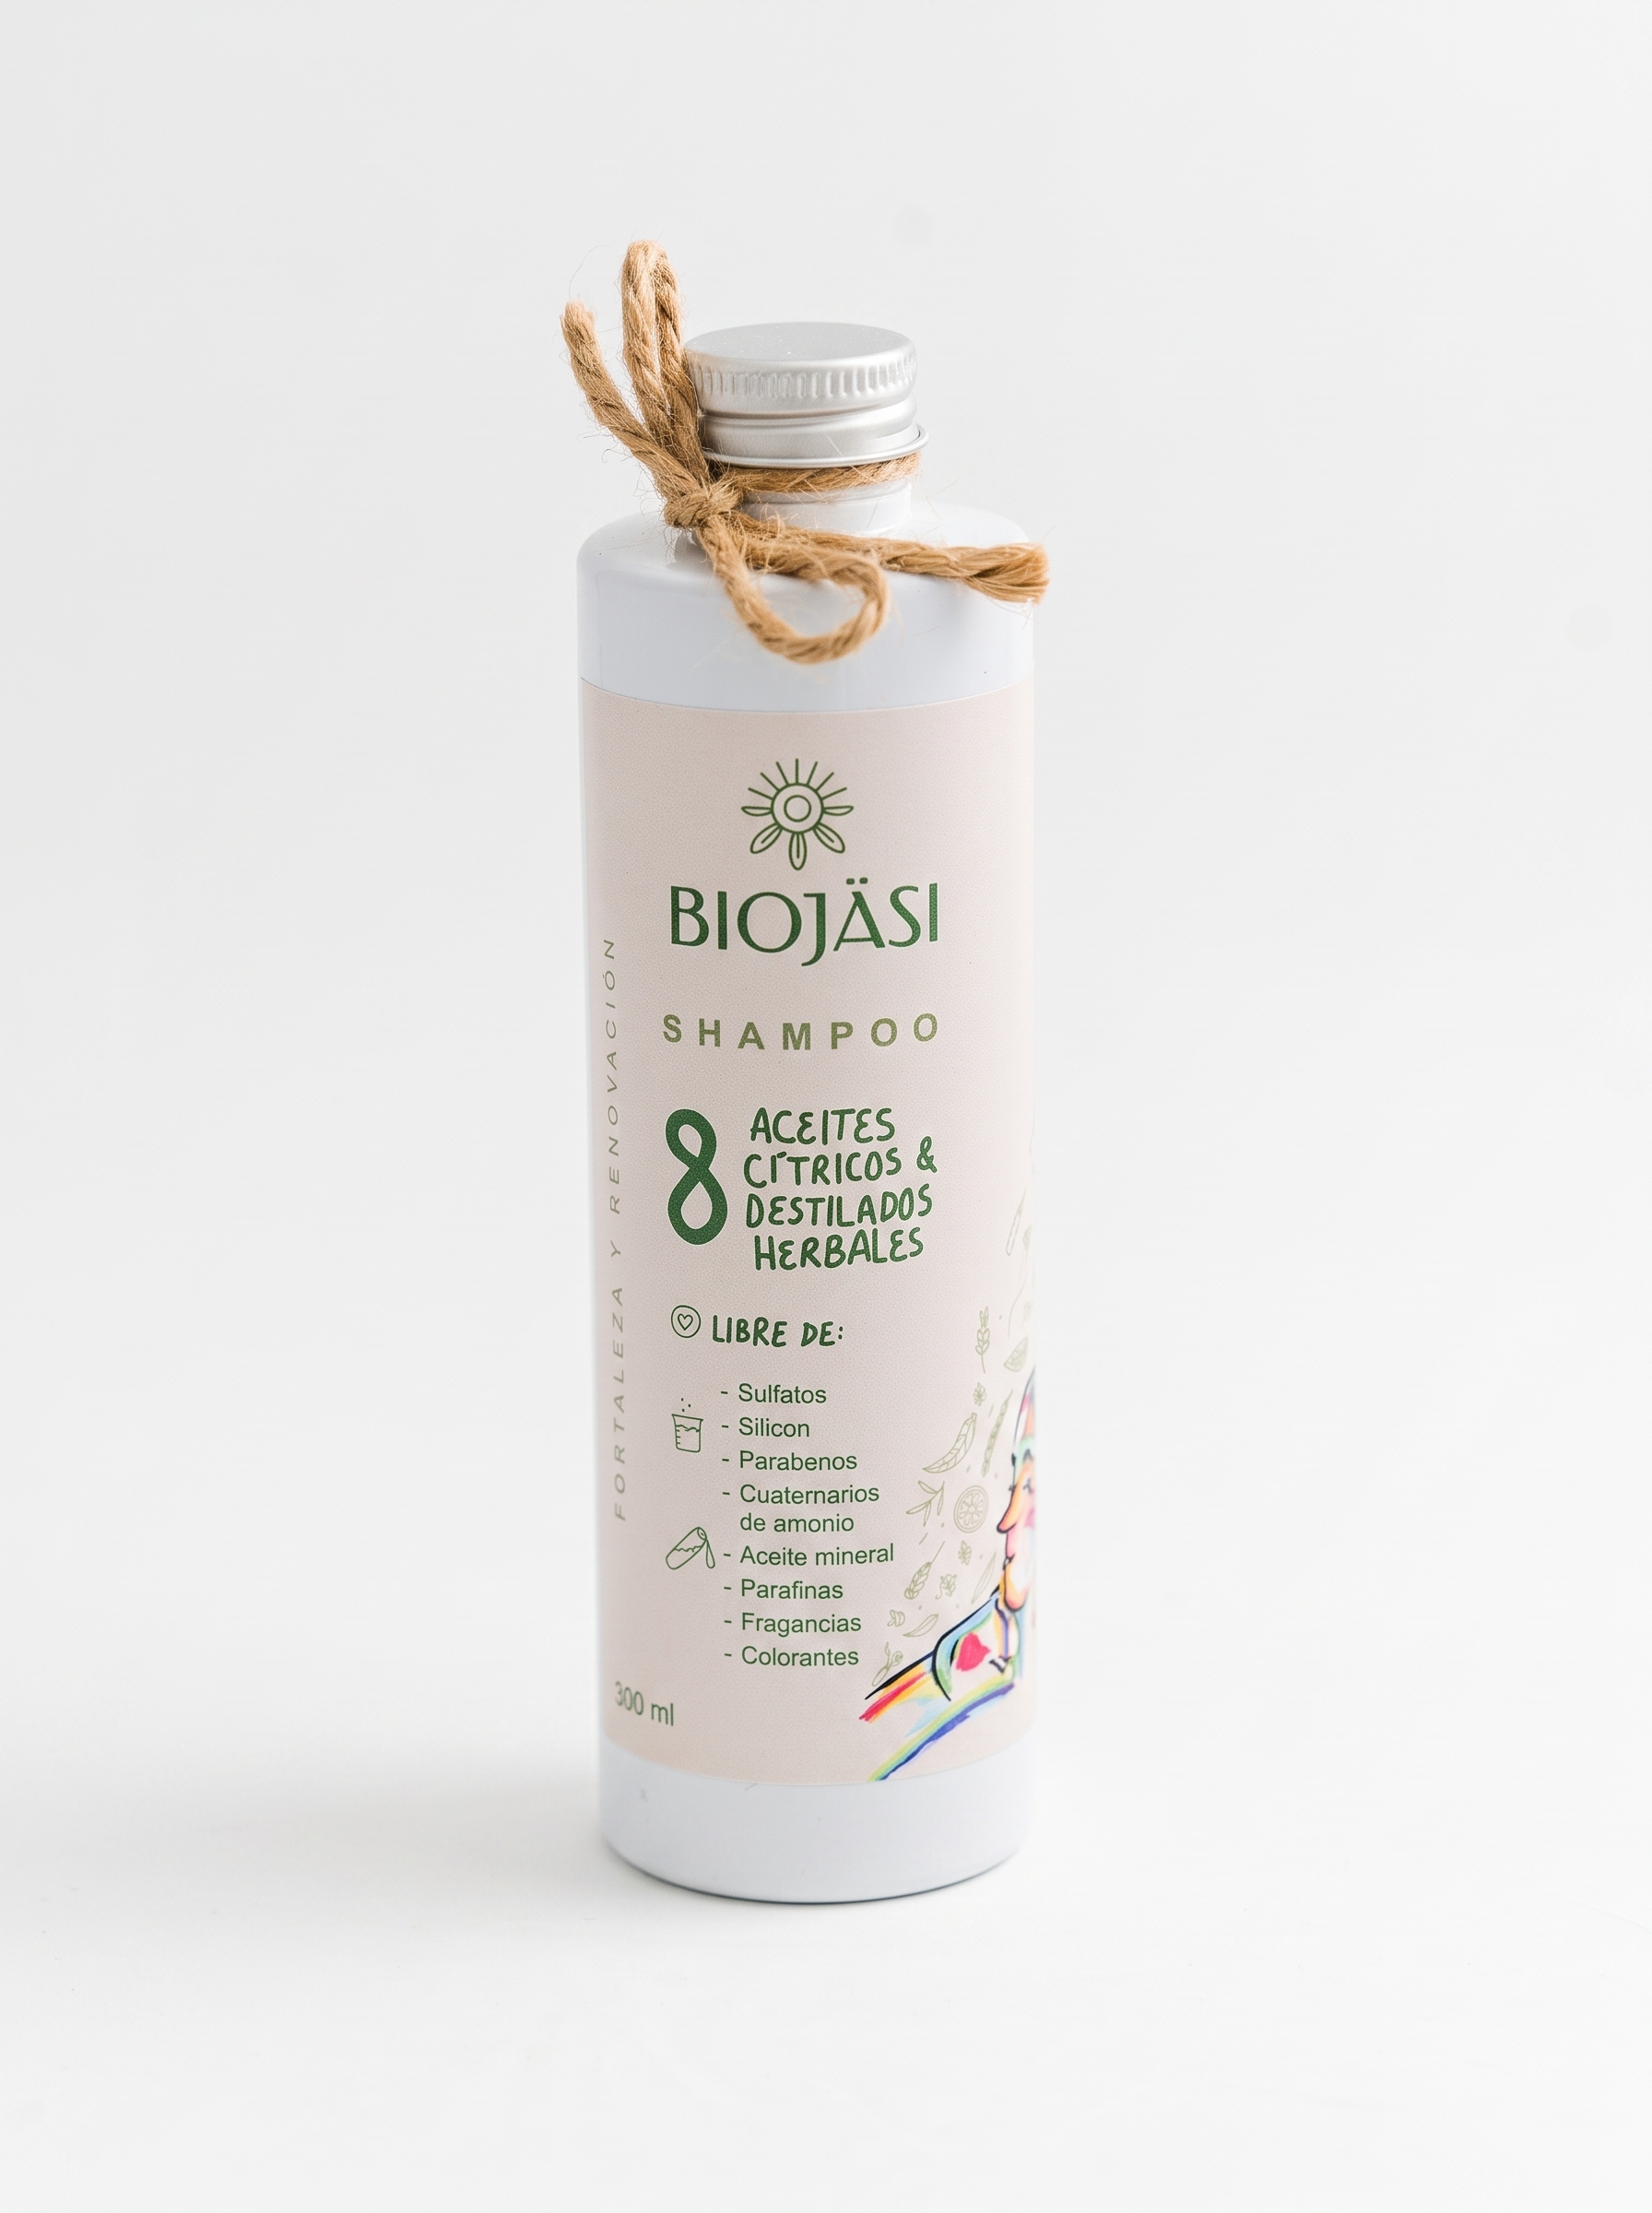 BIOJÄSI
SHAMPOO
8
ACEITES
CÍTRICOS &
DESTILADOS
HERBALES
LIBRE DE:
- Sulfatos
- Silicon
- Parabenos
- Cuaternarios
de amonio
- Aceite mineral
- Parafinas
- Fragancias
- Colorantes
300 ml
FORTALEZA Y RENOVACIÓN